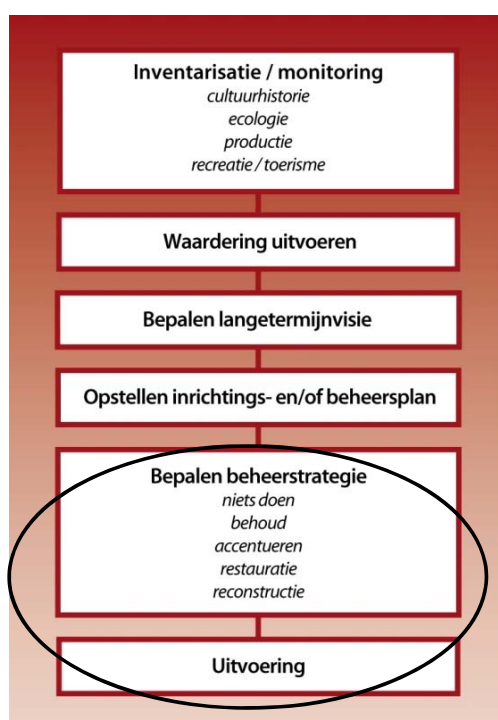 Inventarisatie / monitoring
cultuurhistorie
ecologie
productie
recreatie / toerisme
Waardering uitvoeren
Bepalen langetermijnvisie
Opstellen inrichtings- en/of beheersplan
Bepalen beheerstrategie
niets doen
behoud
accentueren
restauratie
reconstructie
Uitvoering